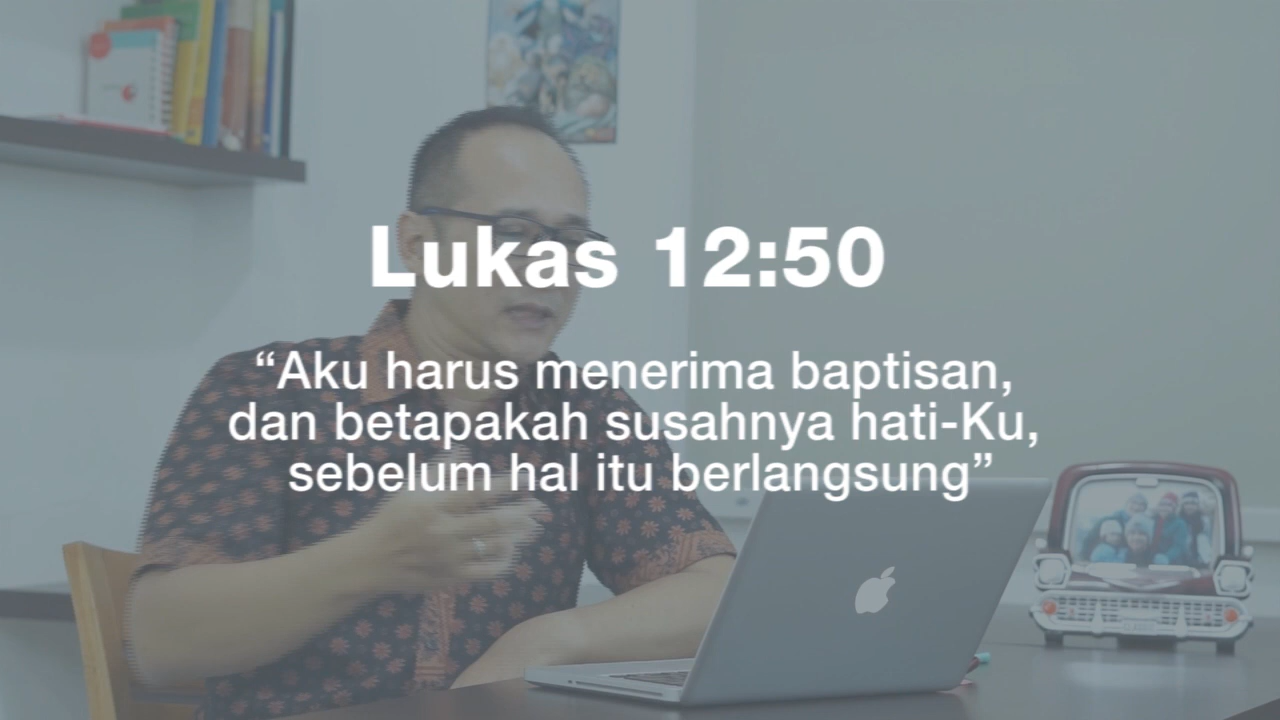 Lukas 12:50
“Aku harus menerima baptisan,
dan betapakah susahnya hati-Ku,
sebelum hal itu berlangsung”